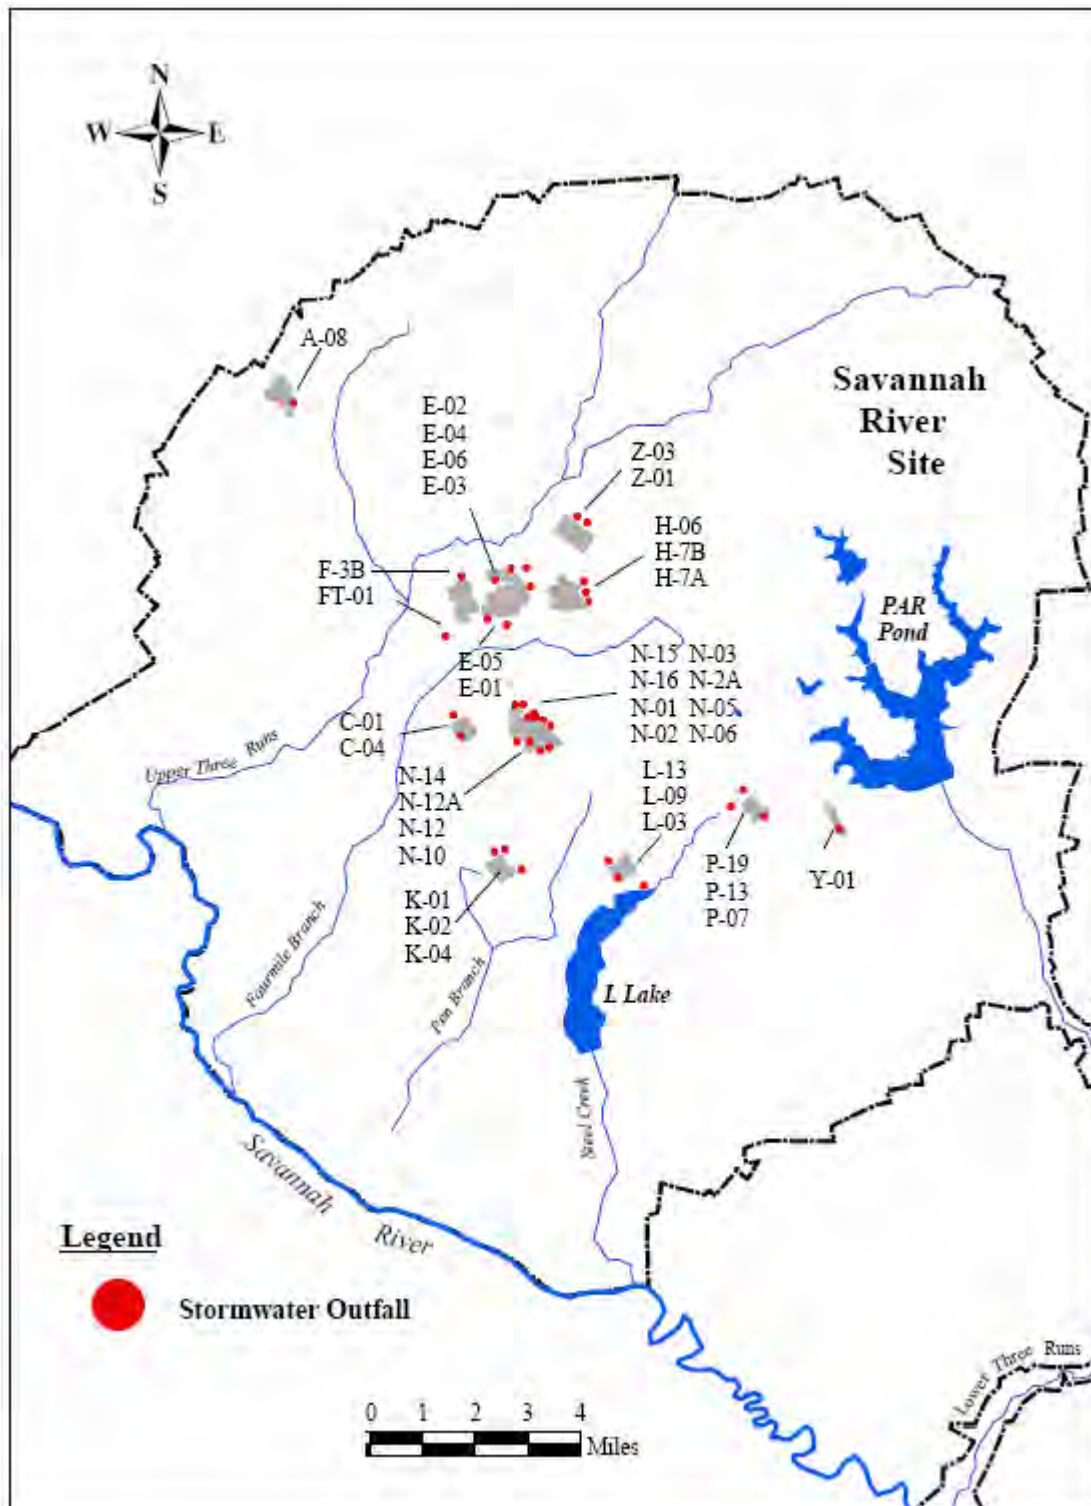 N
W E
S
A-08
Savannah
River
Site
E-02
E-04
E-06
E-03
Z-03
Z-01
H-06
H-7B
H-7A
F-3B
FT-01
PAR
Pond
E-05
E-01
N-15 N-03
N-16 N-2A
N-01 N-05
N-02 N-06
C-01
C-04
Upper Three Runs
N-14
N-12A
N-12
N-10
L-13
L-09
L-03
P-19
P-13
P-07
Y-01
K-01
K-02
K-04
Fourmile Branch
Pen Branch
L Lake
Steel Creek
Savannah River
Legend
Stormwater Outfall
Lower Three Runs
0 1 2 3 4
Miles